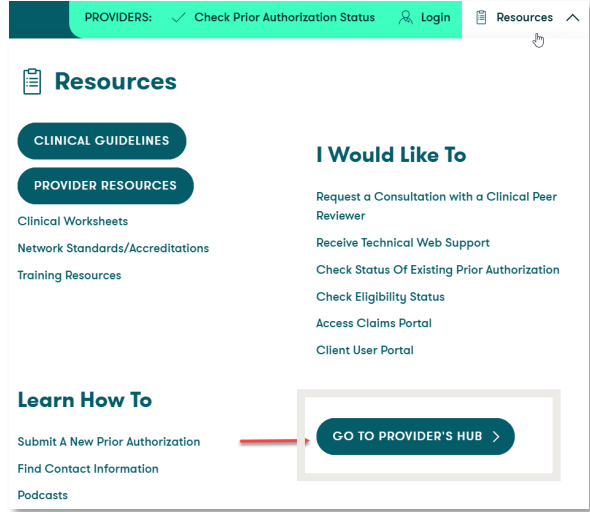 PROVIDERS: Check Prior Authorization Status Login Resources
Resources
CLINICAL GUIDELINES
PROVIDER RESOURCES
Clinical Worksheets
Network Standards/Accreditations
Training Resources
I Would Like To
Request a Consultation with a Clinical Peer
Reviewer
Receive Technical Web Support
Check Status Of Existing Prior Authorization
Check Eligibility Status
Access Claims Portal
Client User Portal
Learn How To
Submit A New Prior Authorization
Find Contact Information
Podcasts
GO TO PROVIDER'S HUB